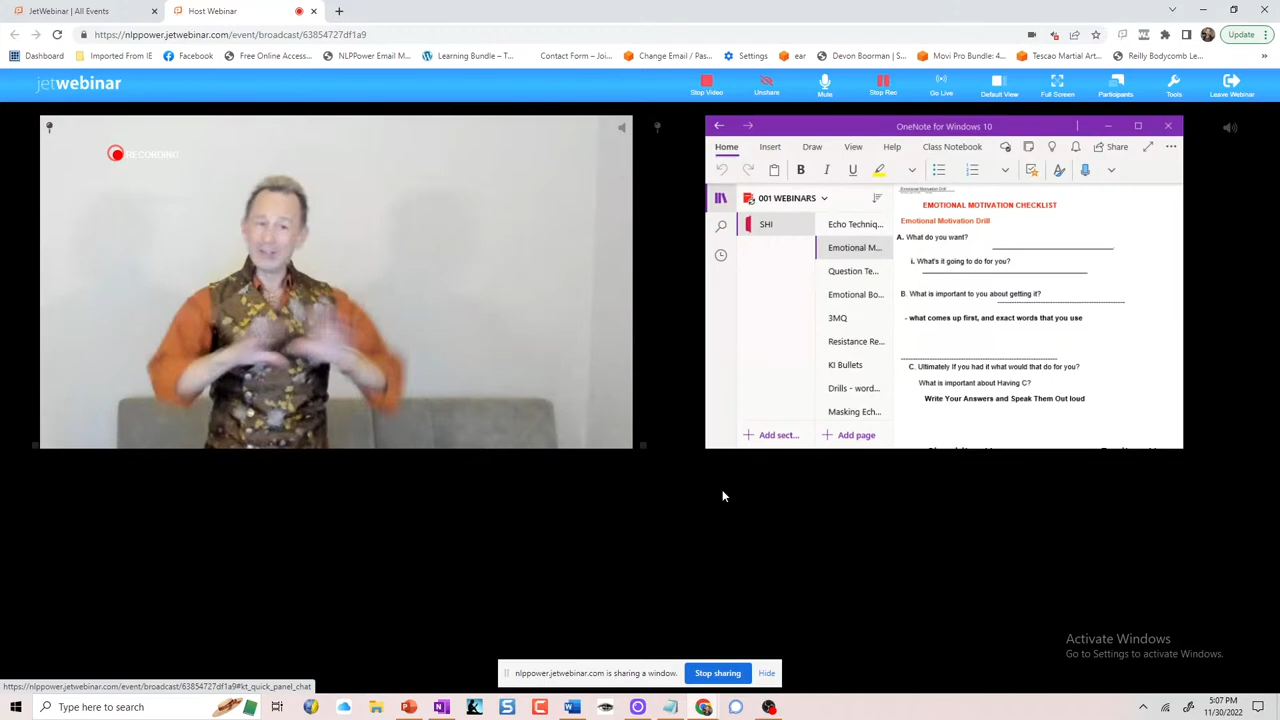 JetWebinar | All Events
Host Webinar
https://nlppower.jetwebinar.com/event/broadcast/63854727df1a9
Update
Dashboard
Imported From IE
Facebook
Free Online Access...
NLPPower Email M...
Learning Bundle – T...
Contact Form – Joi...
Change Email / Pas...
Settings
ear
Devon Boorman | S...
Movi Pro Bundle: 4...
Tescao Martial Art...
Reilly Bodycomb Le...
jetwebinar
Stop Video
Unshare
Mute
Stop Rec
Go Live
Default View
Full Screen
Participants
Tools
Leave Webinar
RECORDING
OneNote for Windows 10
Home
Insert
Draw
View
Help
Class Notebook
Share
B
I
U
001 WEBINARS
SHI
Echo Techniq...
Emotional M...
Question Te...
Emotional Bo...
3MQ
Resistance Re...
KI Bullets
Drills - word...
Masking Ech...
Add sect...
Add page
Emotional Motivation Drill
EMOTIONAL MOTIVATION CHECKLIST
Emotional Motivation Drill
A. What do you want?
i. What's it going to do for you?
B. What is important to you about getting it?
- what comes up first, and exact words that you use
C. Ultimately If you had it what would that do for you?
What is important about Having C?
Write Your Answers and Speak Them Out loud
Activate Windows
Go to Settings to activate Windows.
nlppower.jetwebinar.com is sharing a window.
Stop sharing
Hide
https://nlppower.jetwebinar.com/event/broadcast/63854727df1a9#kt_quick_panel_chat
Type here to search
5:07 PM
11/30/2022